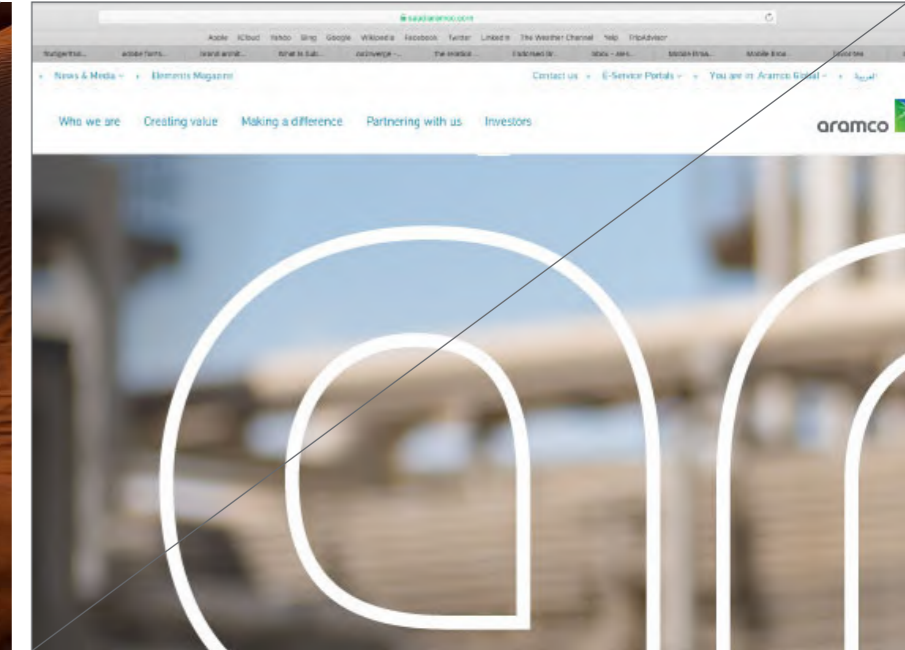 saudiaramco.com
Apple iCloud Yahoo Bing Google Wikipedia Facebook Twitter LinkedIn The Weather Channel Yelp TripAdvisor
News & Media Elements Magazine Contact us E-Service Portals You are in: Aramco Global العربية
Who we are Creating value Making a difference Partnering with us Investors
aramco